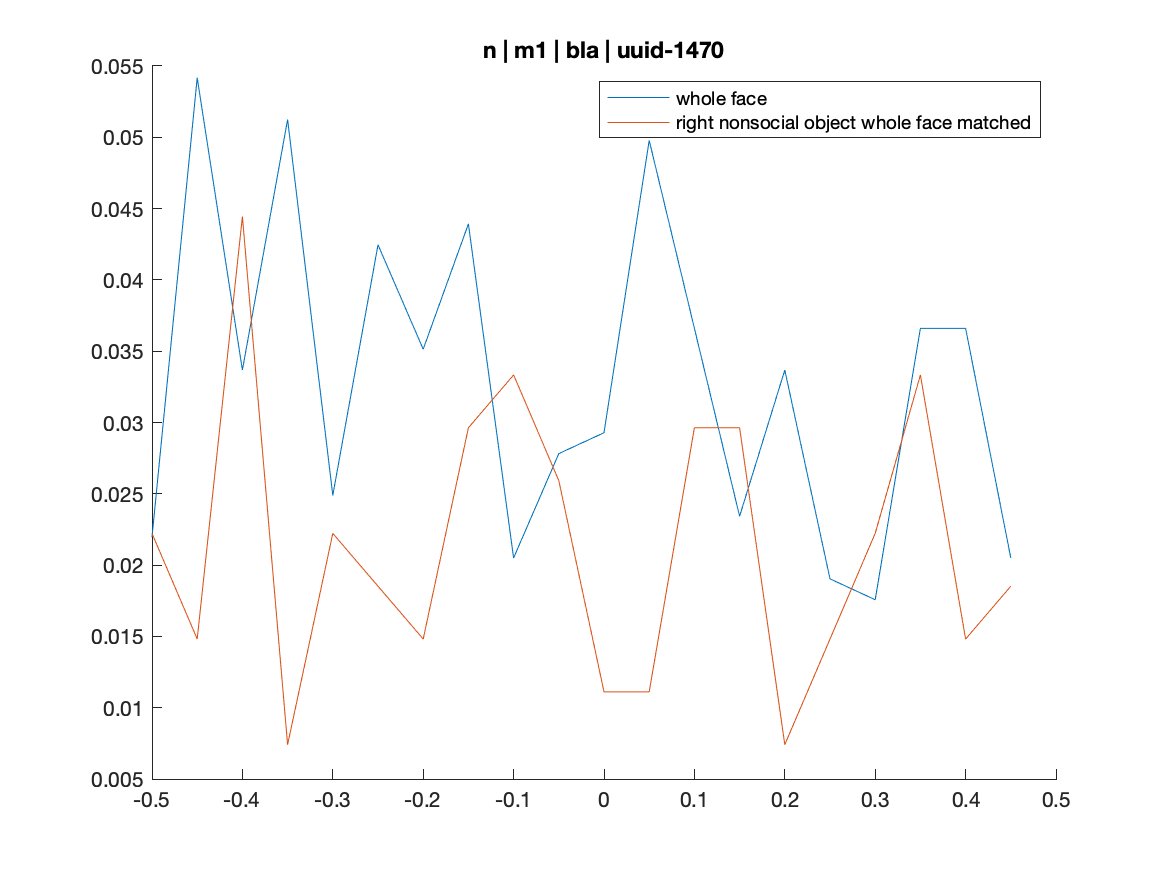 n | m1 | bla | uuid-1470
whole face
right nonsocial object whole face matched
0.055
0.05
0.045
0.04
0.035
0.03
0.025
0.02
0.015
0.01
0.005
-0.5 -0.4 -0.3 -0.2 -0.1 0 0.1 0.2 0.3 0.4 0.5